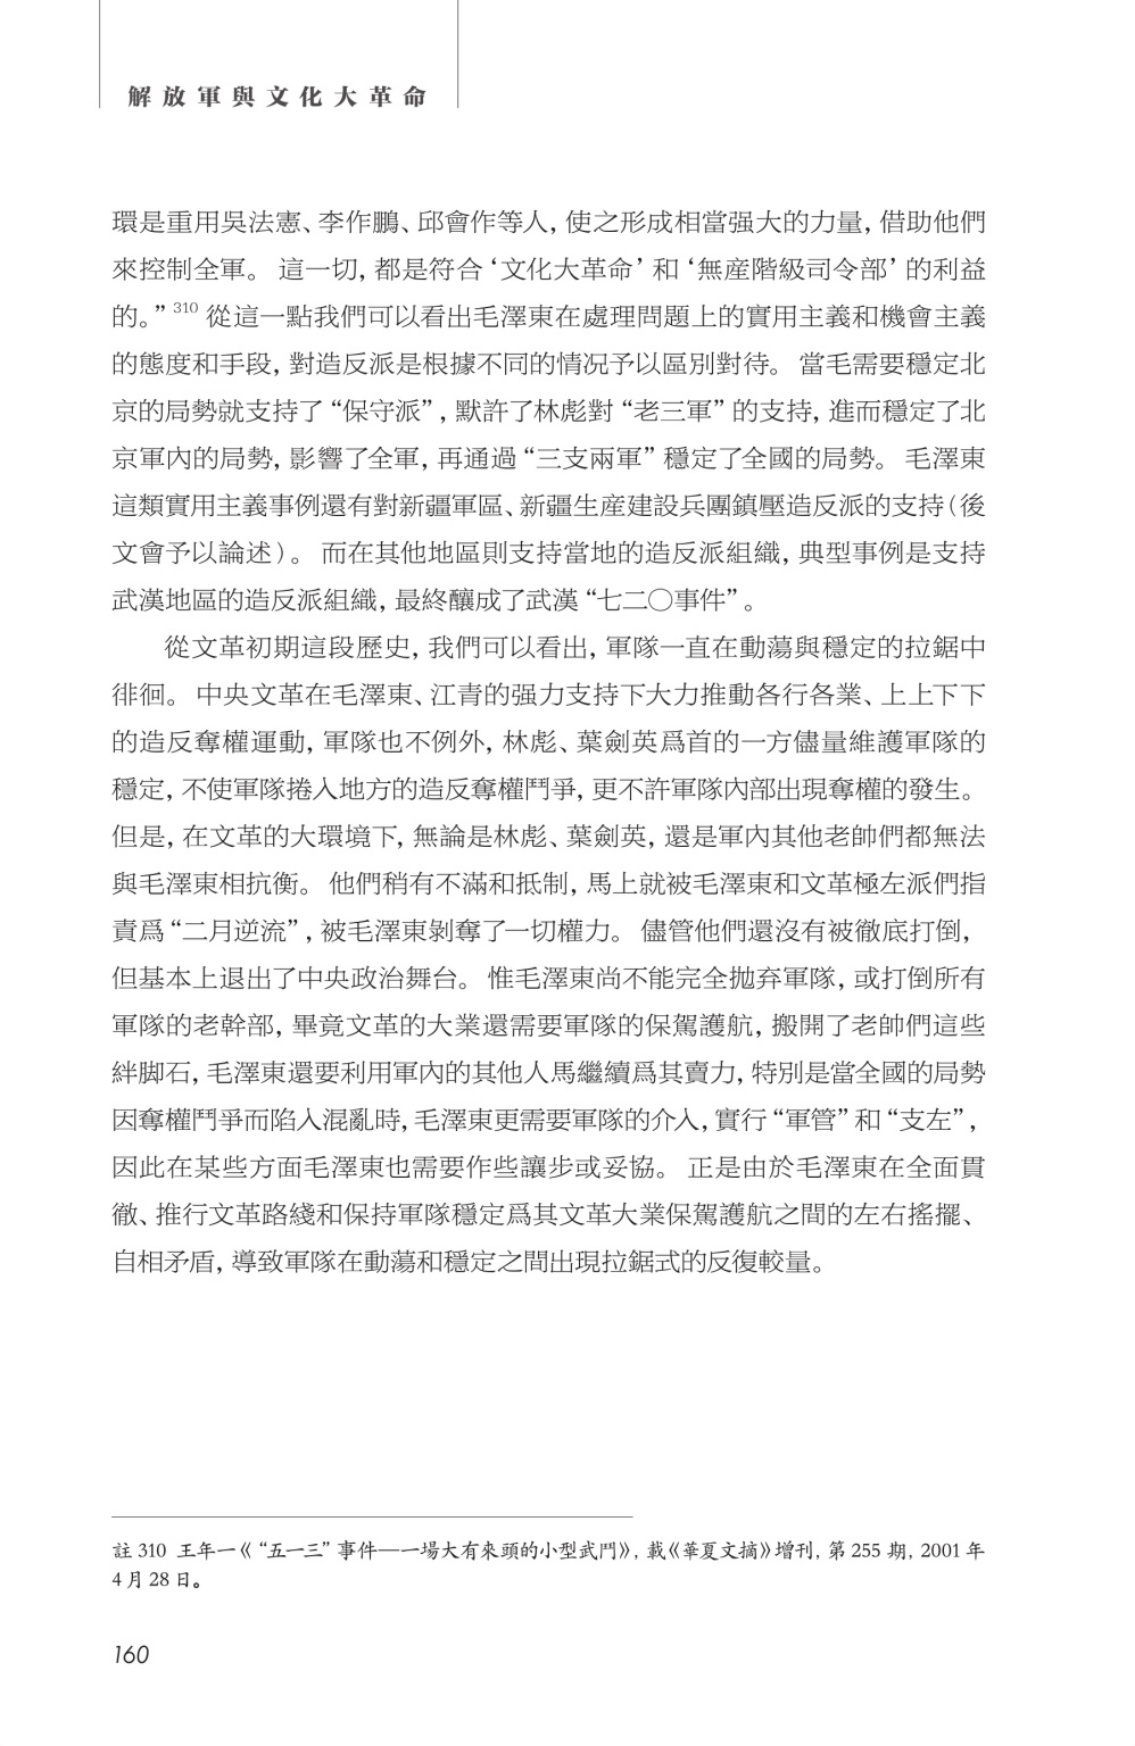 解放軍與文化大革命
環是重用吳法憲、李作鵬、邱會作等人，使之形成相當强大的力量，借助他們
來控制全軍。這一切，都是符合‘文化大革命’和‘無産階級司令部’的利益
的。”310 從這一點我們可以看出毛澤東在處理問題上的實用主義和機會主義
的態度和手段，對造反派是根據不同的情况予以區別對待。當毛需要穩定北
京的局勢就支持了“保守派”，默許了林彪對“老三軍”的支持，進而穩定了北
京軍內的局勢，影響了全軍，再通過“三支兩軍”穩定了全國的局勢。毛澤東
這類實用主義事例還有對新疆軍區、新疆生産建設兵團鎮壓造反派的支持（後
文會予以論述）。而在其他地區則支持當地的造反派組織，典型事例是支持
武漢地區的造反派組織，最終釀成了武漢“七二〇事件”。
從文革初期這段歷史，我們可以看出，軍隊一直在動蕩與穩定的拉鋸中
徘徊。中央文革在毛澤東、江青的强力支持下大力推動各行各業、上上下下
的造反奪權運動，軍隊也不例外，林彪、葉劍英爲首的一方儘量維護軍隊的
穩定，不使軍隊捲入地方的造反奪權鬥爭，更不許軍隊內部出現奪權的發生。
但是，在文革的大環境下，無論是林彪、葉劍英，還是軍內其他老帥們都無法
與毛澤東相抗衡。他們稍有不滿和抵制，馬上就被毛澤東和文革極左派們指
責爲“二月逆流”，被毛澤東剝奪了一切權力。儘管他們還沒有被徹底打倒，
但基本上退出了中央政治舞台。惟毛澤東尚不能完全拋弃軍隊，或打倒所有
軍隊的老幹部，畢竟文革的大業還需要軍隊的保駕護航，搬開了老帥們這些
絆脚石，毛澤東還要利用軍內的其他人馬繼續爲其賣力，特別是當全國的局勢
因奪權鬥爭而陷入混亂時，毛澤東更需要軍隊的介入，實行“軍管”和“支左”，
因此在某些方面毛澤東也需要作些讓步或妥協。正是由於毛澤東在全面貫
徹、推行文革路綫和保持軍隊穩定爲其文革大業保駕護航之間的左右搖擺、
自相矛盾，導致軍隊在動蕩和穩定之間出現拉鋸式的反復較量。
註 310 王年一《“五一三”事件—一場大有來頭的小型武鬥》，載《華夏文摘》增刊，第 255 期，2001 年
4 月 28 日。
160